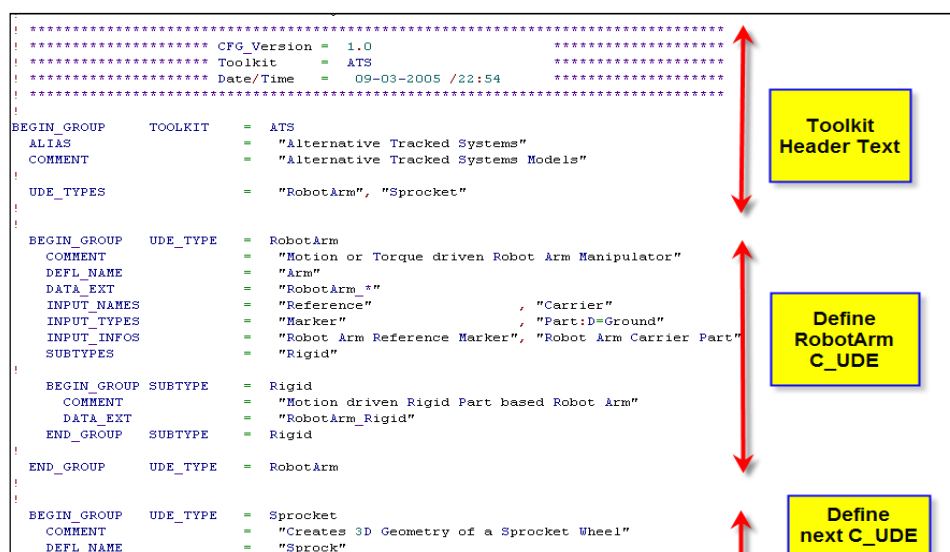 ! *********************************************************************************
! ********************* CFG_Version =  1.0                     ********************
! ********************* Toolkit     =  ATS                     ********************
! ********************* Date/Time   =   09-03-2005 /22:54      ********************
! *********************************************************************************
!
BEGIN_GROUP    TOOLKIT    =  ATS
  ALIAS                   =   "Alternative Tracked Systems"
  COMMENT                 =   "Alternative Tracked Systems Models"
!
  UDE_TYPES               =   "RobotArm", "Sprocket"
!
!
  BEGIN_GROUP   UDE_TYPE  =  RobotArm
    COMMENT               =   "Motion or Torque driven Robot Arm Manipulator"
    DEFL_NAME             =   "Arm"
    DATA_EXT              =   "RobotArm_*"
    INPUT_NAMES           =   "Reference"                 , "Carrier"
    INPUT_TYPES           =   "Marker"                    , "Part:D=Ground"
    INPUT_INFOS           =   "Robot Arm Reference Marker", "Robot Arm Carrier Part"
    SUBTYPES              =   "Rigid"
!
    BEGIN_GROUP SUBTYPE   =  Rigid
      COMMENT             =   "Motion driven Rigid Part based Robot Arm"
      DATA_EXT            =   "RobotArm_Rigid"
    END_GROUP   SUBTYPE   =  Rigid
!
  END_GROUP     UDE_TYPE  =  RobotArm
!
!
  BEGIN_GROUP   UDE_TYPE  =  Sprocket
    COMMENT               =   "Creates 3D Geometry of a Sprocket Wheel"
    DEFL_NAME             =   "Sprock"
Toolkit
Header Text
Define
RobotArm
C_UDE
Define
next C_UDE